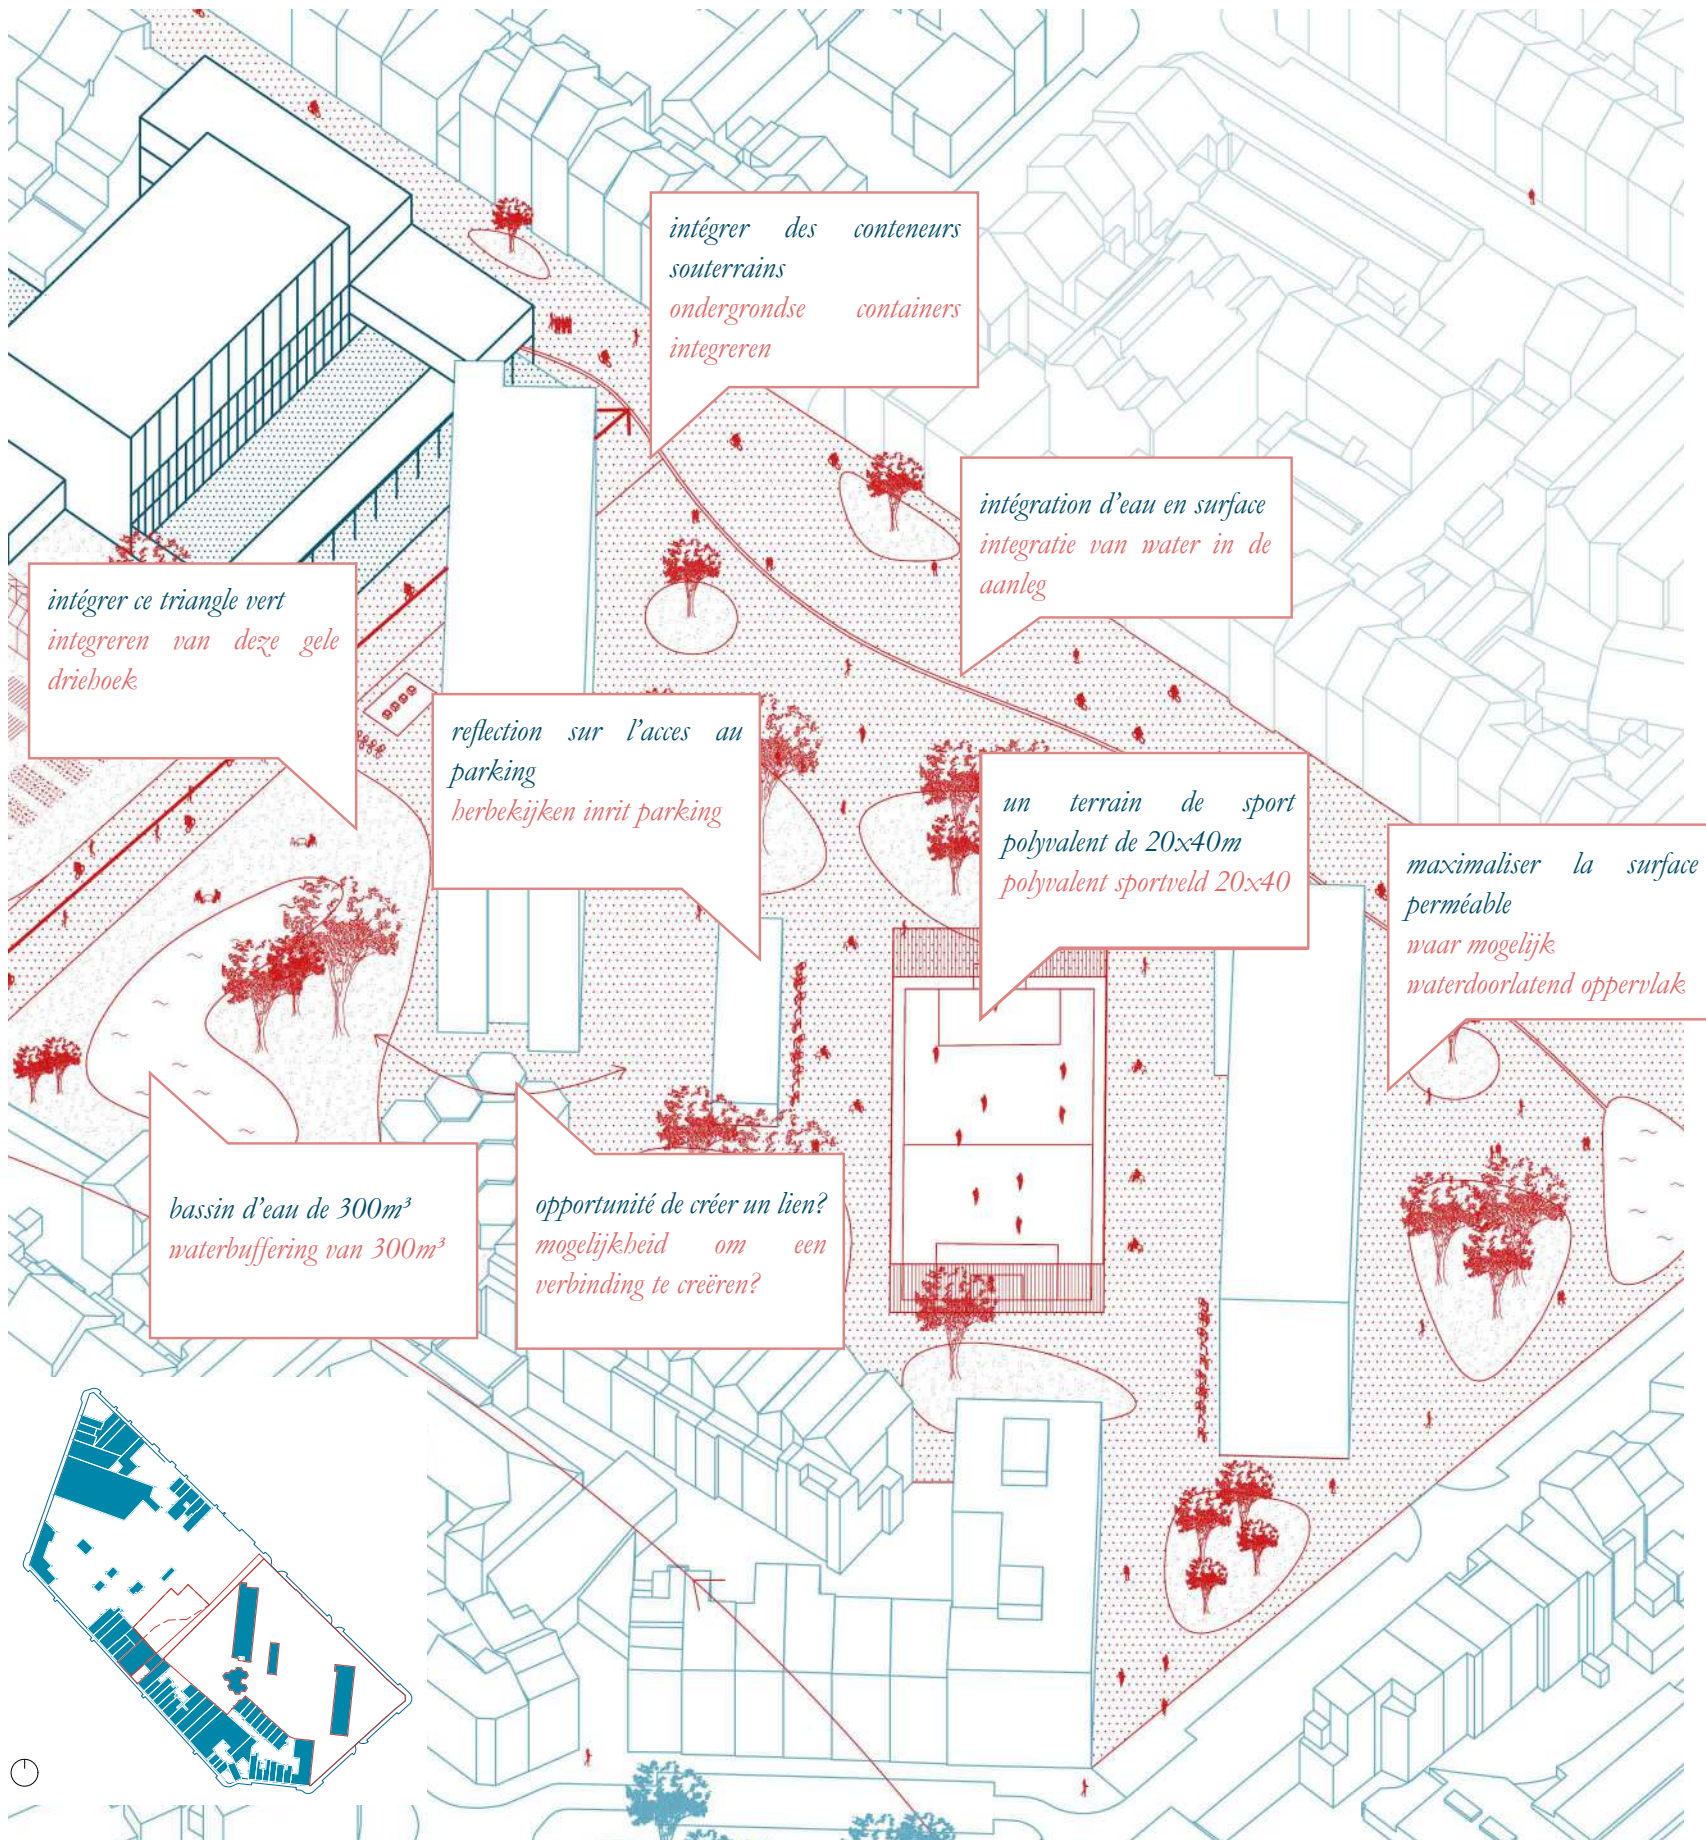 intégrer des conteneurs
souterrains
ondergrondse containers
integreren
intégration d'eau en surface
integratie van water in de
aanleg
intégrer ce triangle vert
integreren van deze gele
driehoek
reflection sur l'acces au
parking
herbekijken inrit parking
un terrain de sport
polyvalent de 20x40m
polyvalent sportveld 20x40
maximaliser la surface
perméable
waar mogelijk
waterdoorlatend oppervlak
bassin d'eau de 300m³
waterbuffering van 300m³
opportunité de créer un lien?
mogelijkheid om een
verbinding te creëren?